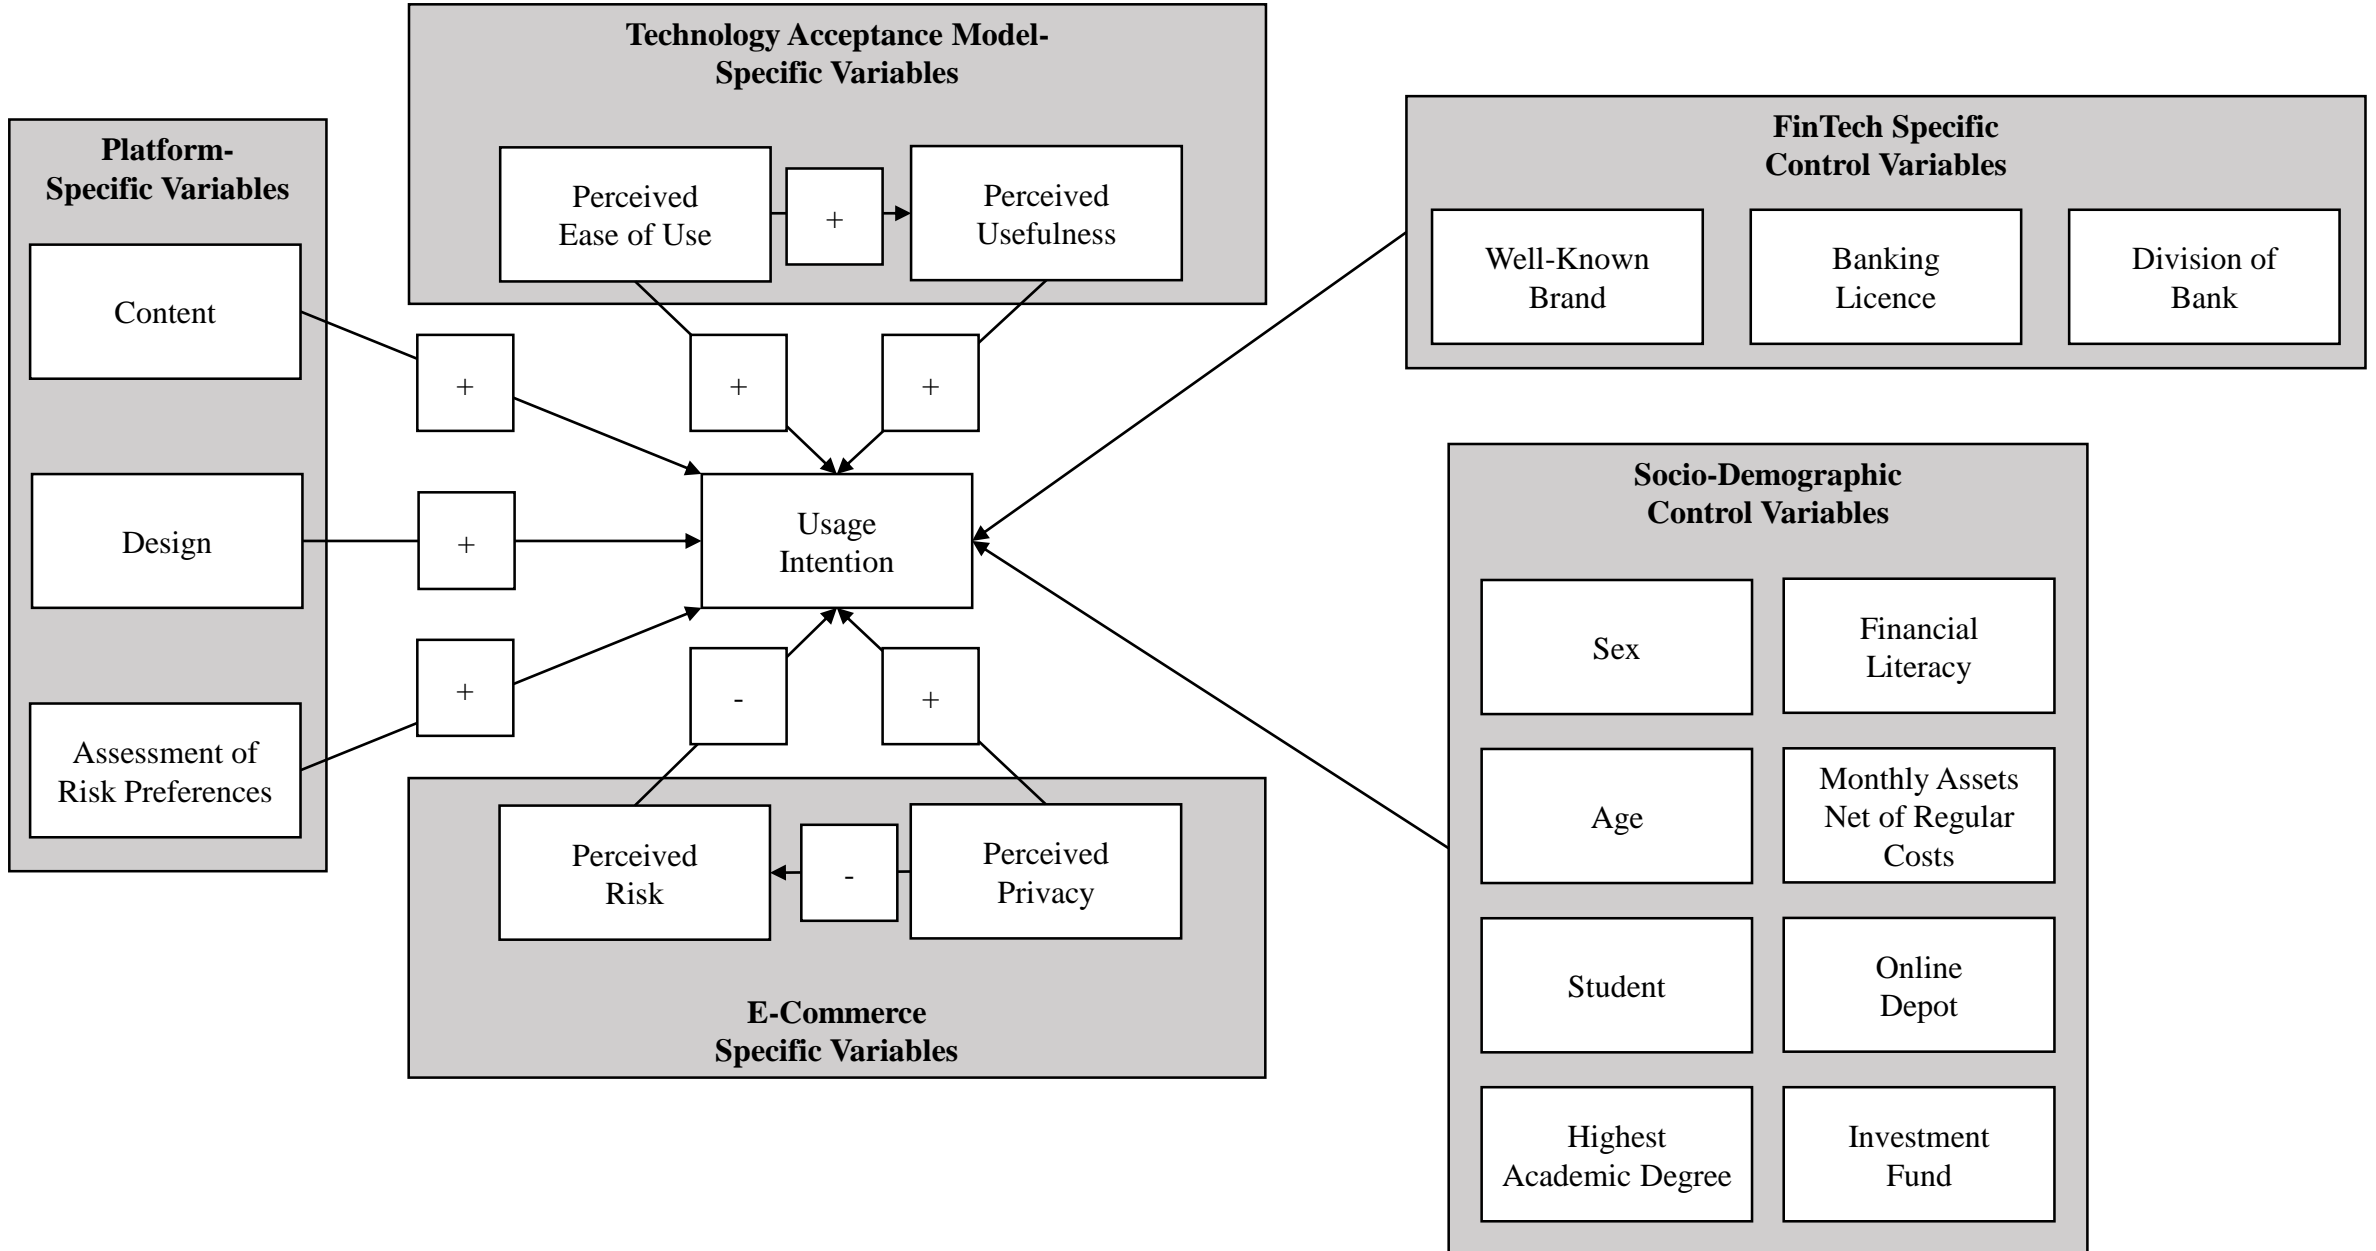 Technology Acceptance Model-
Specific Variables
Perceived
Ease of Use
+
Perceived
Usefulness
Platform-
Specific Variables
Content
Design
Assessment of
Risk Preferences
+
+
+
+
+
Usage
Intention
-
+
Perceived
Risk
-
Perceived
Privacy
E-Commerce
Specific Variables
FinTech Specific
Control Variables
Well-Known
Brand
Banking
Licence
Division of
Bank
Socio-Demographic
Control Variables
Sex
Financial
Literacy
Age
Monthly Assets
Net of Regular
Costs
Student
Online
Depot
Highest
Academic Degree
Investment
Fund